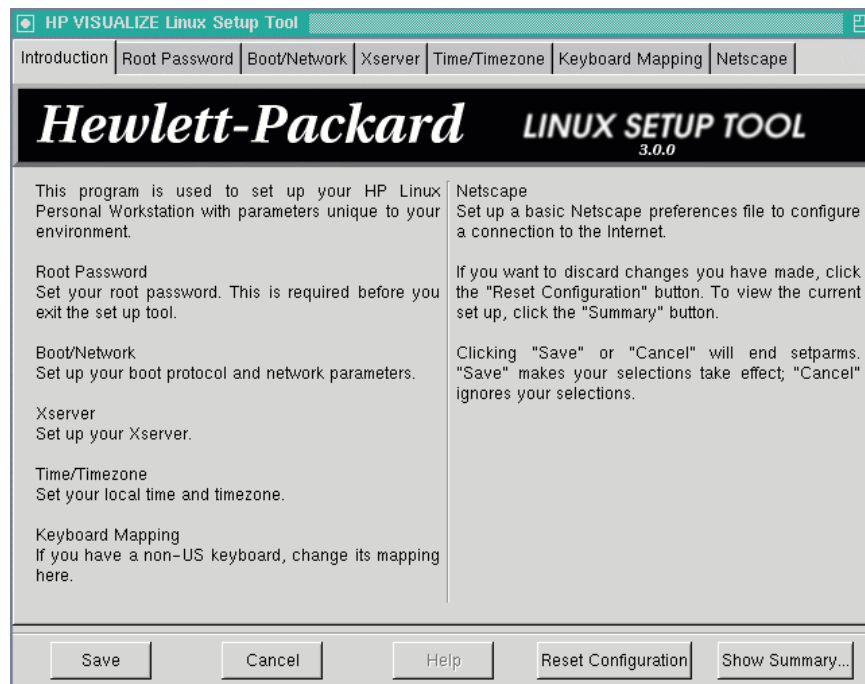 HP VISUALIZE Linux Setup Tool
Introduction Root Password Boot/Network Xserver Time/Timezone Keyboard Mapping Netscape
Hewlett-Packard
LINUX SETUP TOOL
3.0.0
This program is used to set up your HP Linux
Personal Workstation with parameters unique to your
environment.
Root Password
Set your root password. This is required before you
exit the set up tool.
Boot/Network
Set up your boot protocol and network parameters.
Xserver
Set up your Xserver.
Time/Timezone
Set your local time and timezone.
Keyboard Mapping
If you have a non-US keyboard, change its mapping
here.
Netscape
Set up a basic Netscape preferences file to configure
a connection to the Internet.
If you want to discard changes you have made, click
the "Reset Configuration" button. To view the current
set up, click the "Summary" button.
Clicking "Save" or "Cancel" will end setparms.
"Save" makes your selections take effect; "Cancel"
ignores your selections.
Save Cancel Help Reset Configuration Show Summary...